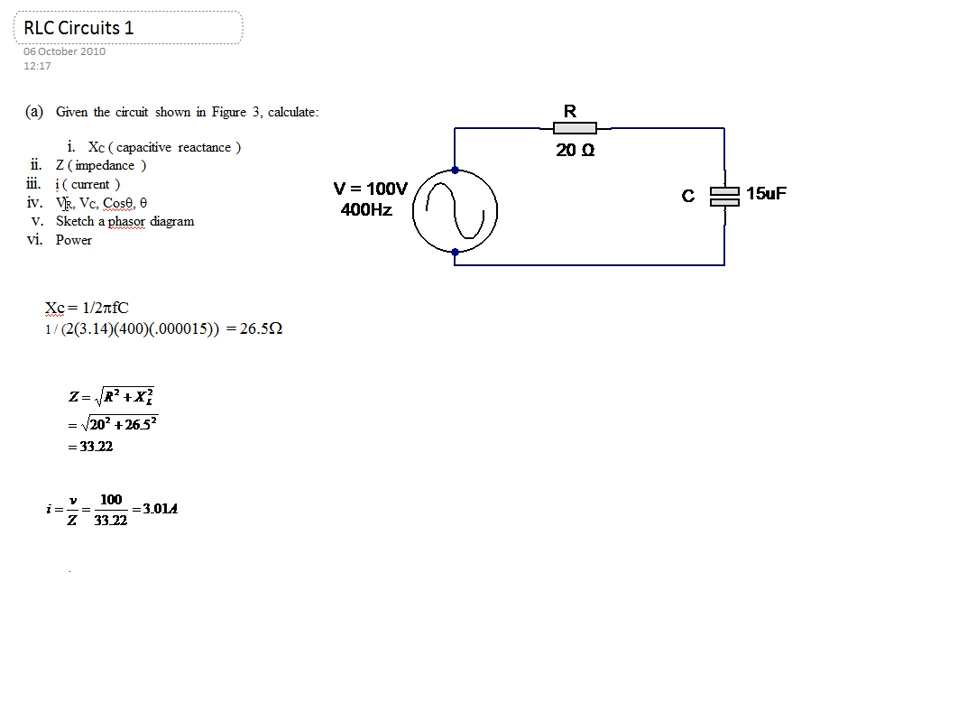 RLC Circuits 1
06 October 2010
12:17
(a) Given the circuit shown in Figure 3, calculate:
i. Xc ( capacitive reactance )
ii. Z ( impedance )
iii. i ( current )
iv. VR, Vc, Cosθ, θ
v. Sketch a phasor diagram
vi. Power
R
20 Ω
V = 100V
400Hz
C
15uF
Xc = 1/2πfC
1/ (2(3.14)(400)(.000015)) = 26.5Ω
Z = √R² + X_L²
= √20² + 26.5²
= 33.22
i = v/Z = 100/33.22 = 3.01A